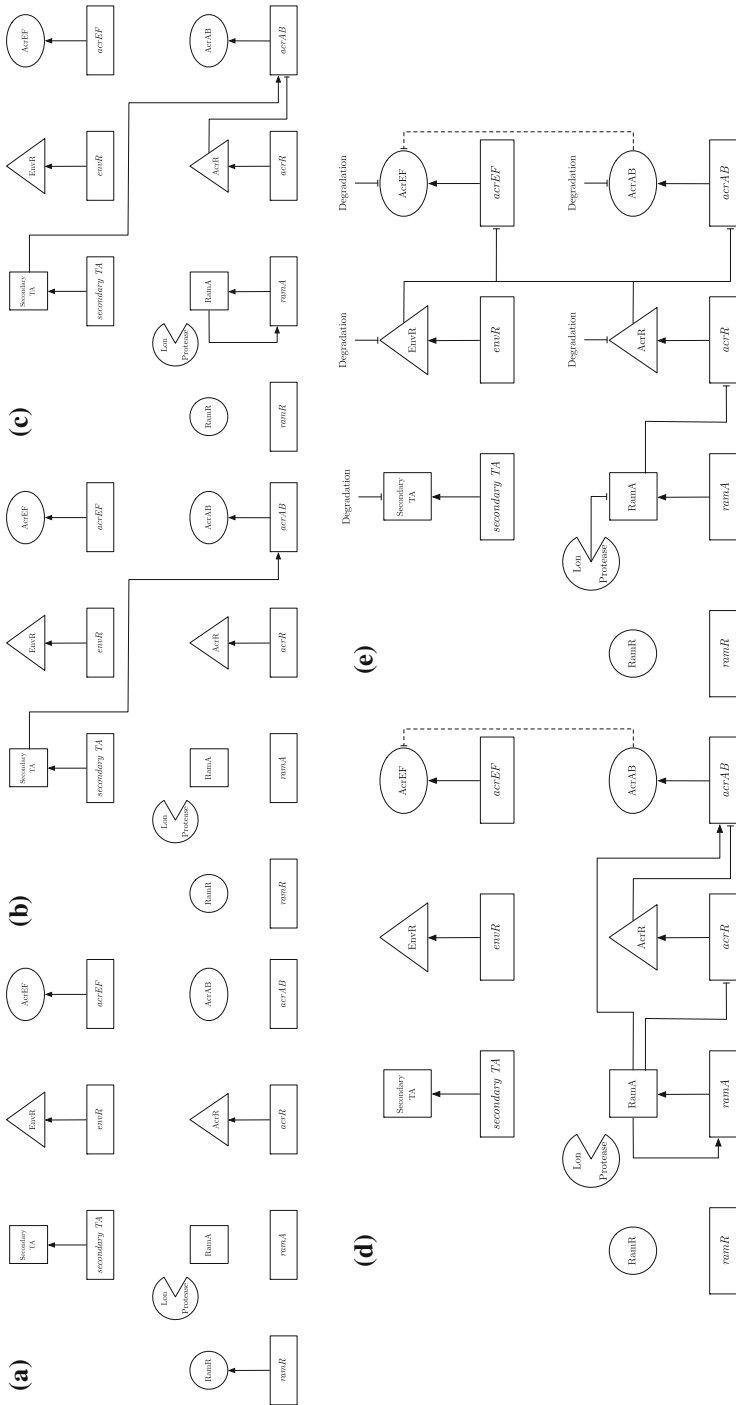 (a)
Secondary
TA
secondary TA
EnvR
envR
AcrEF
acrEF
RamR
ramR
Lon
Protease
RamA
ramA
AcrR
acrR
AcrAB
acrAB
(b)
Secondary
TA
secondary TA
EnvR
envR
AcrEF
acrEF
RamR
ramR
Lon
Protease
RamA
ramA
AcrR
acrR
AcrAB
acrAB
(c)
Secondary
TA
secondary TA
EnvR
envR
AcrEF
acrEF
RamR
ramR
Lon
Protease
RamA
ramA
AcrR
acrR
AcrAB
acrAB
(d)
Secondary
TA
secondary TA
EnvR
envR
AcrEF
acrEF
RamR
ramR
Lon
Protease
RamA
ramA
AcrR
acrR
AcrAB
acrAB
(e)
Degradation
Secondary
TA
secondary TA
Degradation
EnvR
envR
Degradation
AcrEF
acrEF
RamR
ramR
Lon
Protease
RamA
ramA
Degradation
AcrR
acrR
Degradation
AcrAB
acrAB